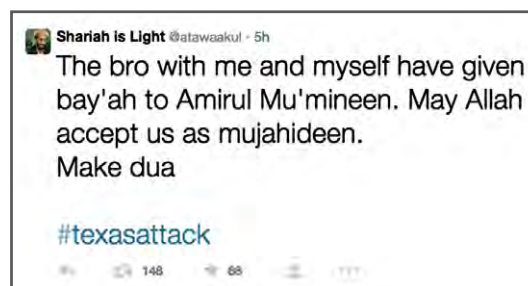 Shariah is Light @atawaakul · 5h
The bro with me and myself have given
bay'ah to Amirul Mu'mineen. May Allah
accept us as mujahideen.
Make dua
#texasattack
148 88